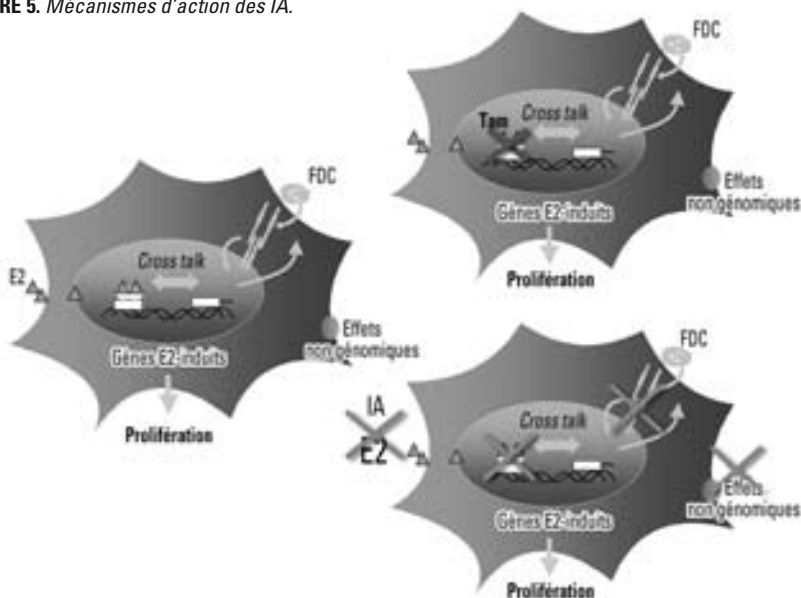 RE 5. Mécanismes d'action des IA.
FDC
E2
Cross talk
Gènes E2-induits
Effets
non génomiques
Prolifération
FDC
Tam
Cross talk
Gènes E2-induits
Effets
non génomiques
Prolifération
FDC
IA
E2
Cross talk
Gènes E2-induits
Effets
non génomiques
Prolifération